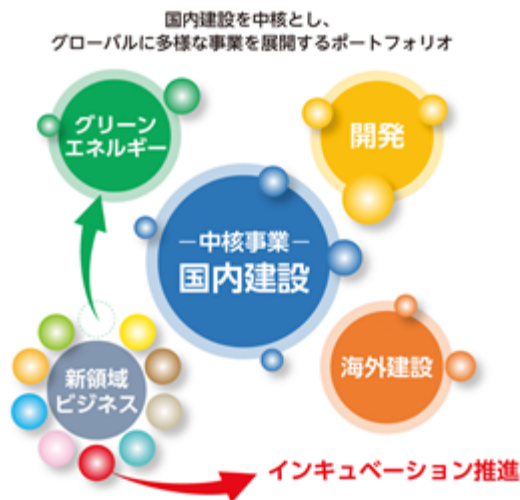 国内建設を中核とし、
グローバルに多様な事業を展開するポートフォリオ
グリーン
エネルギー
開発
－中核事業－
国内建設
新領域
ビジネス
海外建設
インキュベーション推進